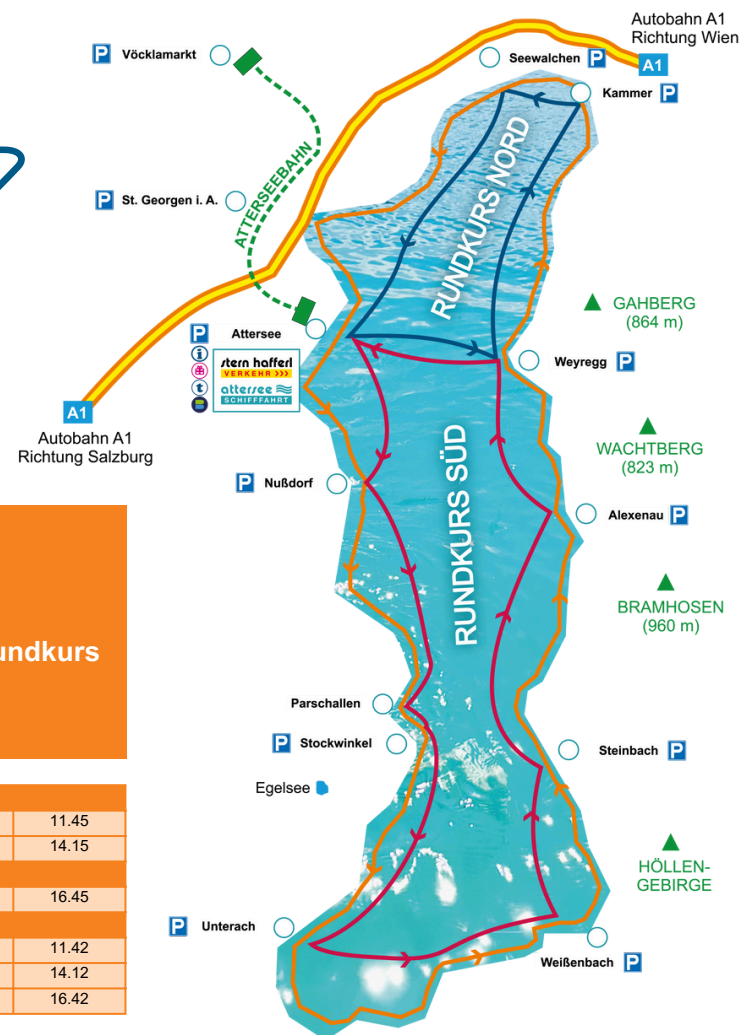 Autobahn A1
Richtung Wien
A1
P Vöcklamarkt
Seewalchen P
Kammer P
RUNDKURS NORD
ATTERSEEBAHN
P St. Georgen i. A.
GAHBERG
(864 m)
P Attersee
i
t
stern hafferl
VERKEHR >>>
attersee
SCHIFFFAHRT
Weyregg P
A1
Autobahn A1
Richtung Salzburg
WACHTBERG
(823 m)
RUNDKURS SÜD
P Nußdorf
Alexenau P
BRAMHOSEN
(960 m)
undkurs
Parschallen
P Stockwinkel
Steinbach P
Egelsee
11.45
14.15
16.45
11.42
14.12
16.42
HÖLLEN-
GEBIRGE
P Unterach
Weißenbach P